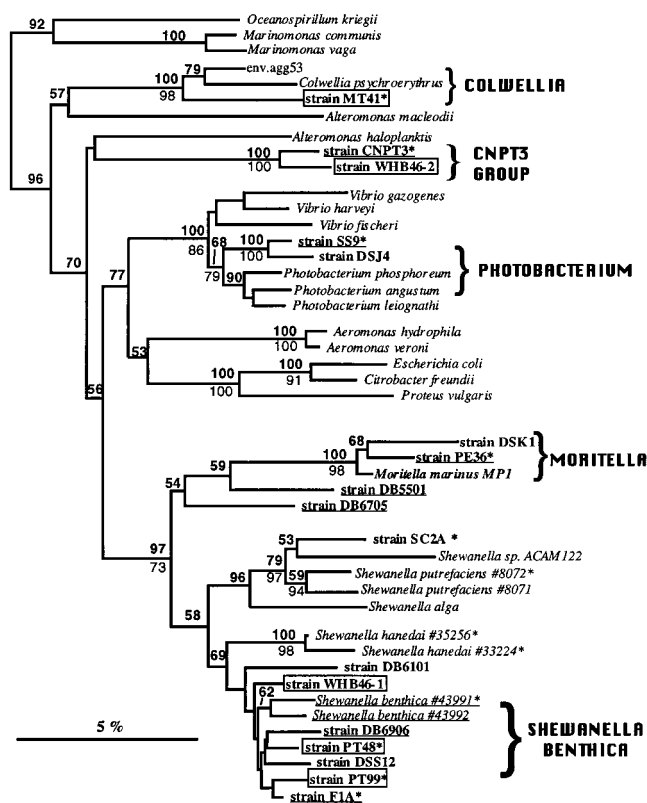 Oceanospirillum kriegii
92
Marinomonas communis
100
Marinomonas vaga
79
env.agg53
100
Colwellia psychroerythrus
COLWELLIA
57
98
strain MT41*
Alteromonas macleodii
Alteromonas haloplanktis
100
strain CNPT3*
CNPT3
GROUP
100
strain WHB46-2
96
Vibrio gazogenes
Vibrio harveyi
100
Vibrio fischeri
86
68
100
strain SS9*
100
strain DSJ4
70
79
90
Photobacterium phosphoreum
PHOTOBACTERIUM
77
Photobacterium angustum
Photobacterium leiognathi
100
Aeromonas hydrophila
100
Aeromonas veroni
53
100
Escherichia coli
100
91
Citrobacter freundii
56
100
Proteus vulgaris
68
strain DSK1
100
strain PE36*
MORITELLA
59
98
Moritella marinus MP1
54
strain DB5501
strain DB6705
53
strain SC2A *
97
79
Shewanella sp. ACAM122
73
97
59
Shewanella putrefaciens #8072*
96
94
Shewanella putrefaciens #8071
Shewanella alga
58
100
Shewanella hanedai #35256*
69
98
Shewanella hanedai #33224*
strain DB6101
strain WHB46-1
62
Shewanella benthica #43991*
Shewanella benthica #43992
5 %
strain DB6906
SHEWANELLA
BENTHICA
strain PT48*
strain DSS12
strain PT99*
strain F1A*